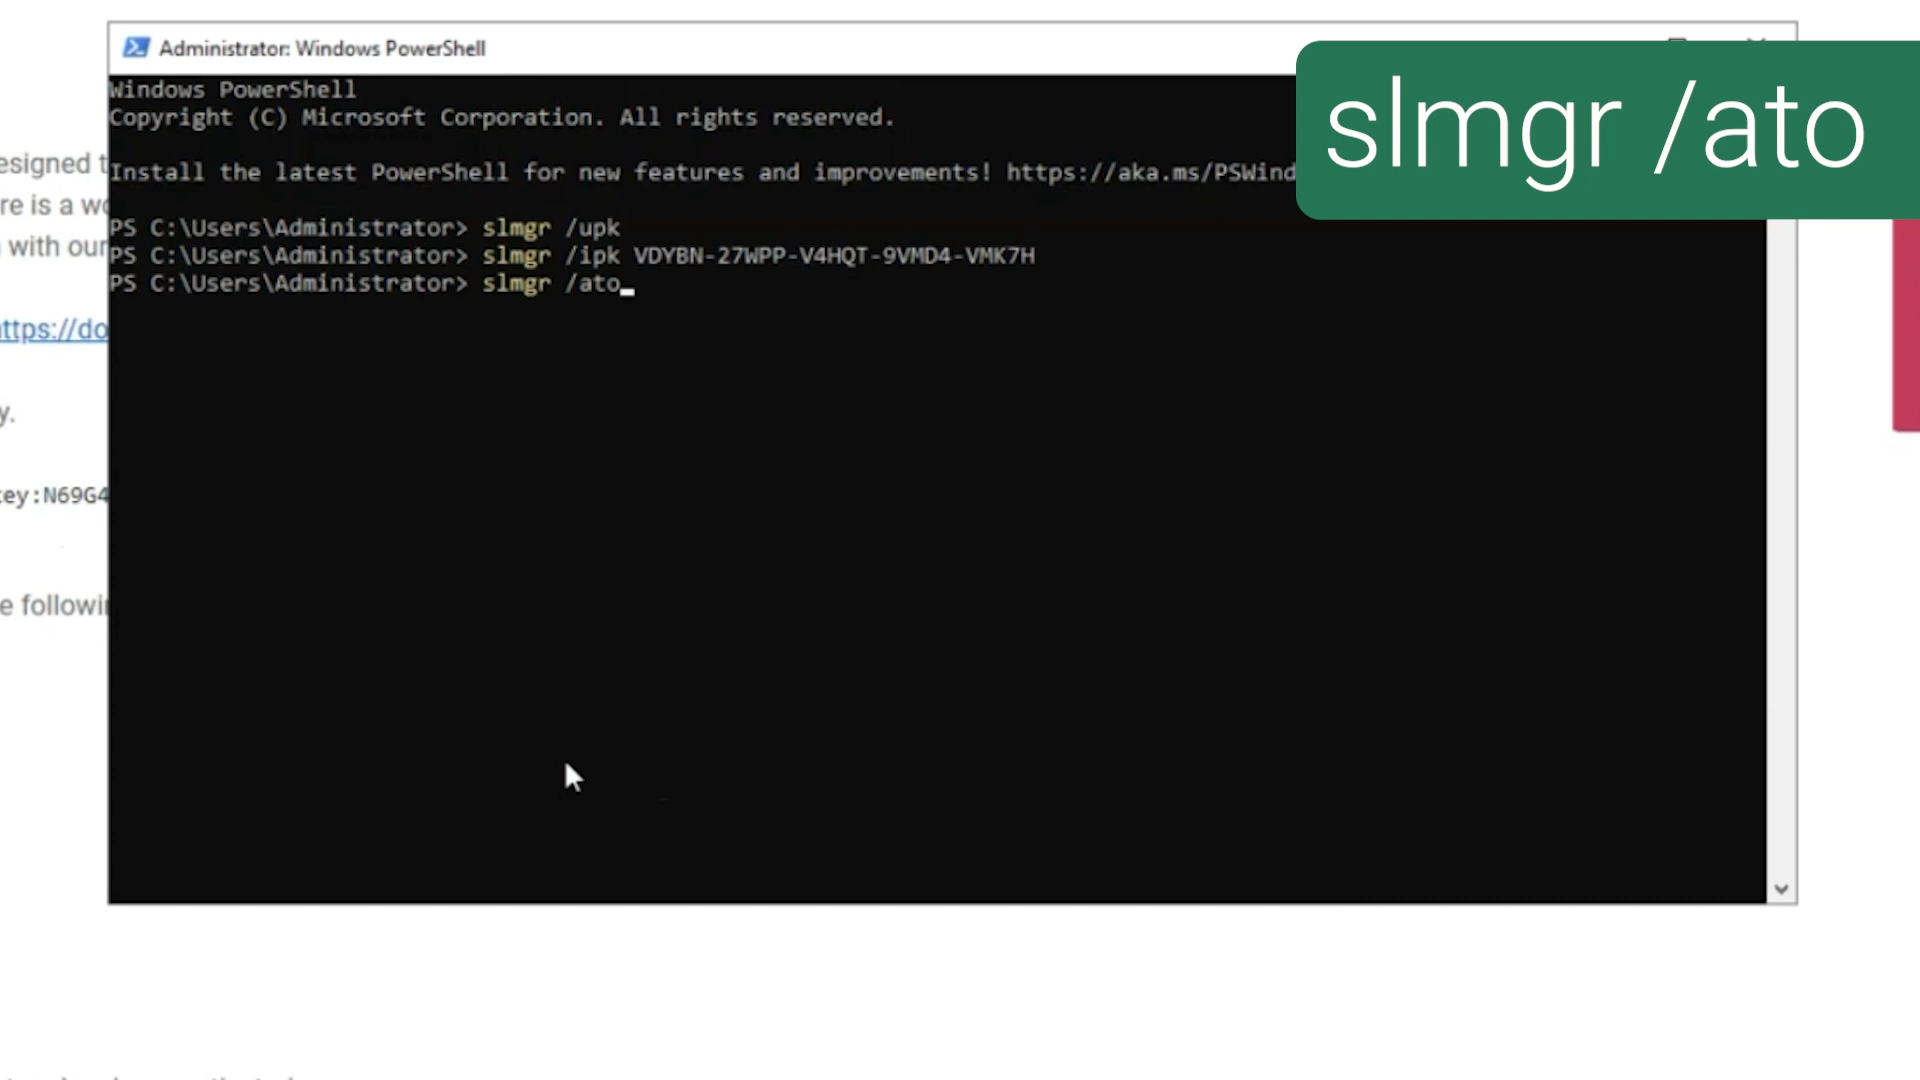 Administrator: Windows PowerShell
slmgr /ato
Windows PowerShell
Copyright (C) Microsoft Corporation. All rights reserved.
Install the latest PowerShell for new features and improvements! https://aka.ms/PSWind
PS C:\Users\Administrator> slmgr /upk
PS C:\Users\Administrator> slmgr /ipk VDYBN-27WPP-V4HQT-9VMD4-VMK7H
PS C:\Users\Administrator> slmgr /ato
esigned t
re is a wo
with our
ttps://do
y.
ey:N69G4
e followin